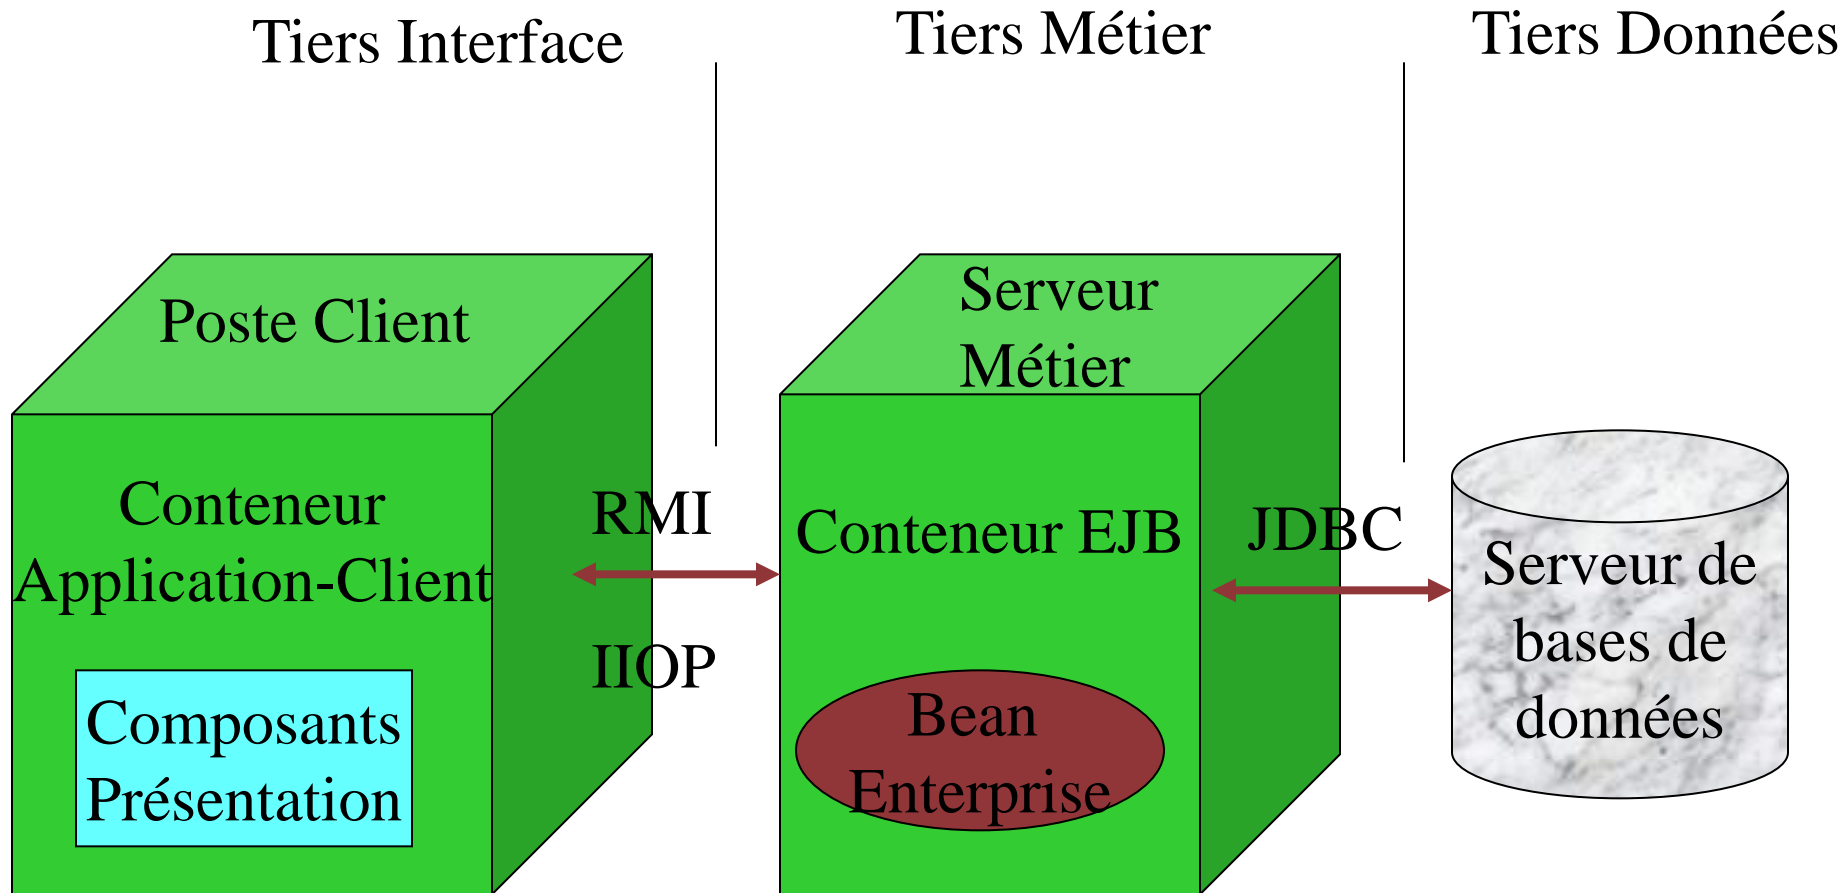 Tiers Interface
Tiers Métier
Tiers Données
Poste Client
Conteneur
Application-Client
Composants
Présentation
RMI
IIOP
Serveur
Métier
Conteneur EJB
Bean
Enterprise
JDBC
Serveur de
bases de
données